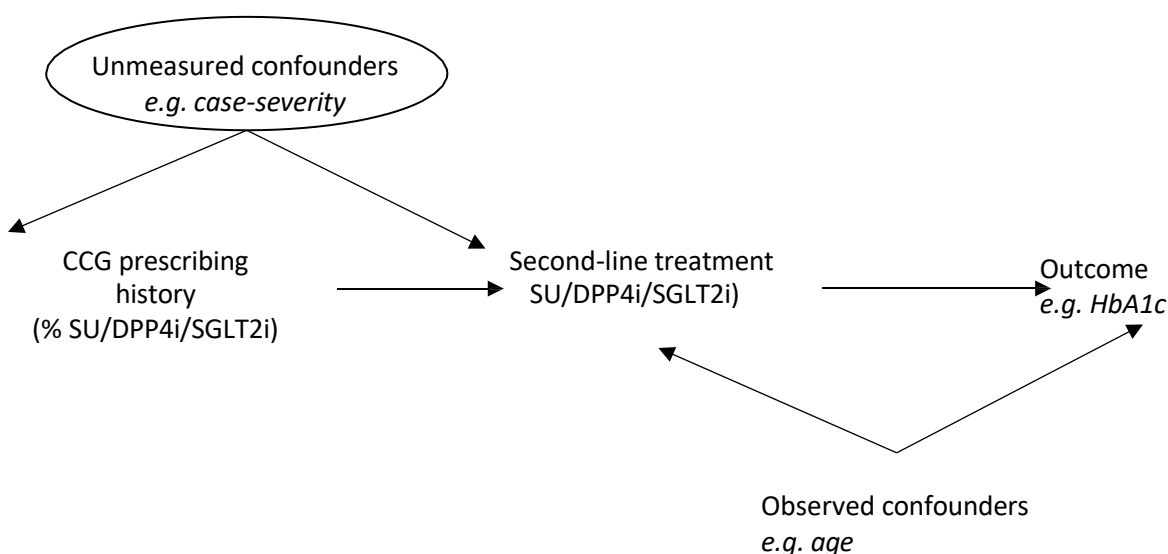 Unmeasured confounders
e.g. case-severity
CCG prescribing
history
(% SU/DPP4i/SGLT2i)
Second-line treatment
SU/DPP4i/SGLT2i)
Outcome
e.g. HbA1c
Observed confounders
e.g. age